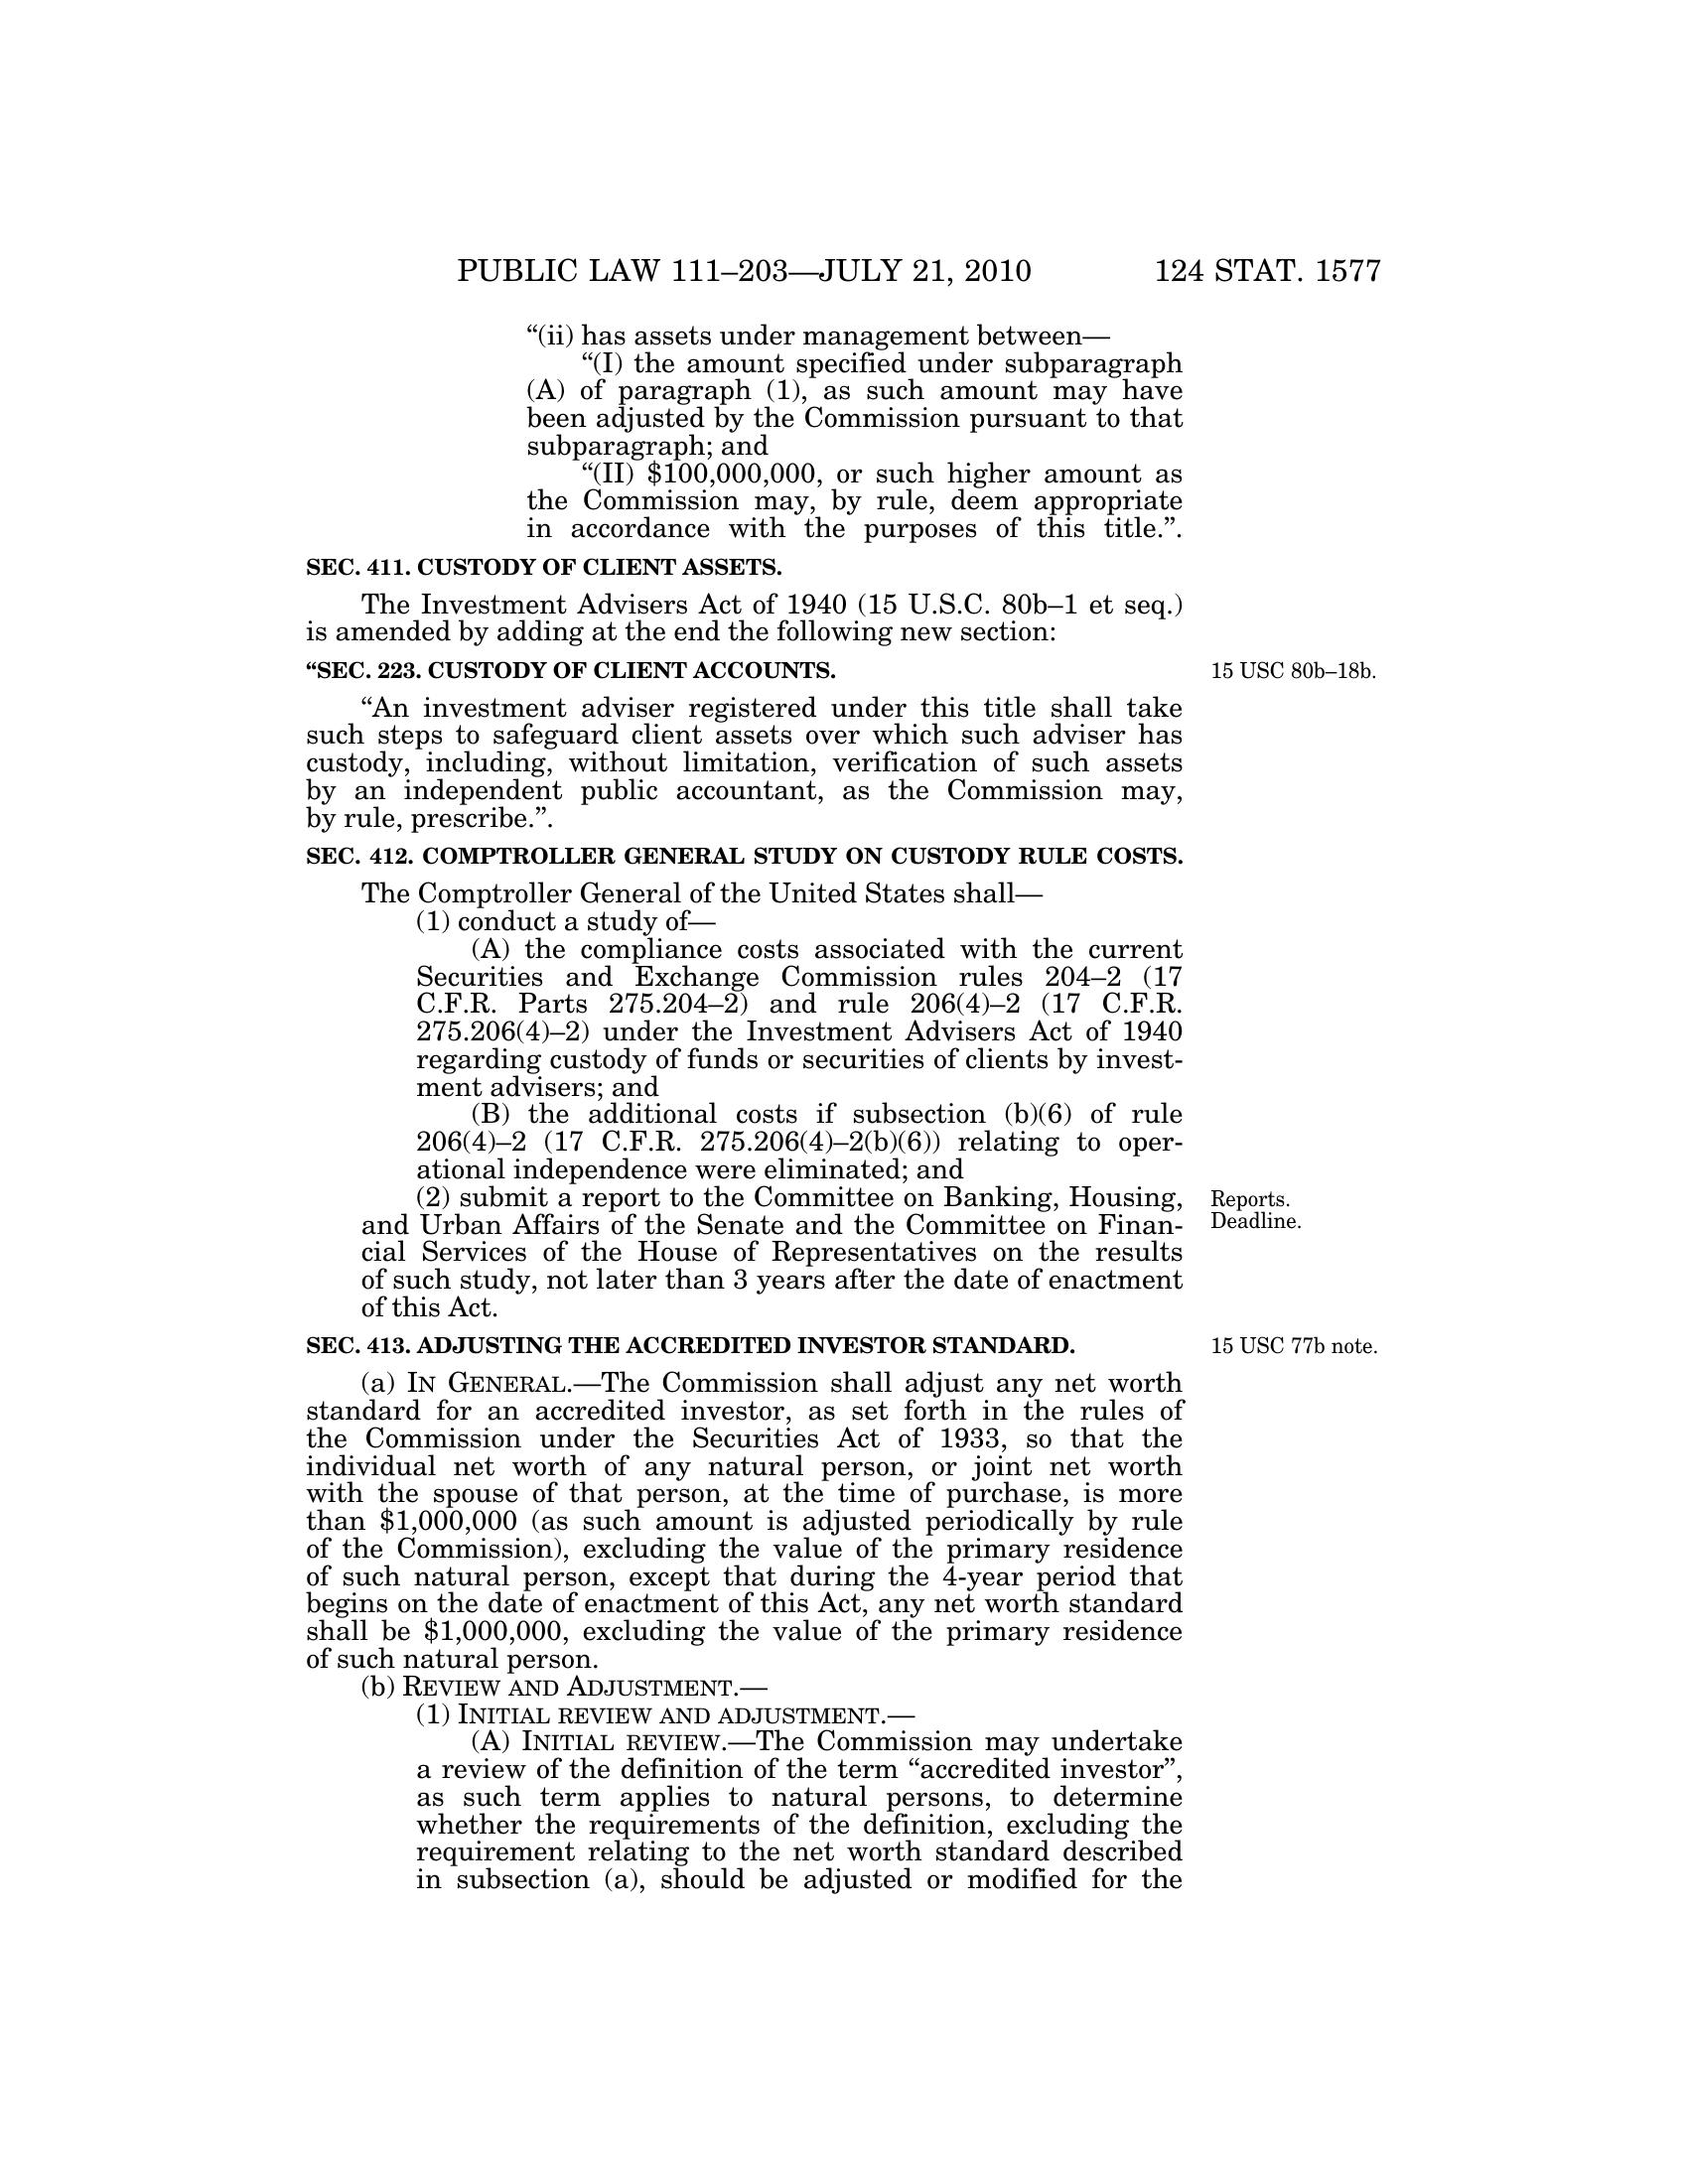 PUBLIC LAW 111–203—JULY 21, 2010 124 STAT. 1577
“(ii) has assets under management between—
“(I) the amount specified under subparagraph
(A) of paragraph (1), as such amount may have
been adjusted by the Commission pursuant to that
subparagraph; and
“(II) $100,000,000, or such higher amount as
the Commission may, by rule, deem appropriate
in accordance with the purposes of this title.”.
SEC. 411. CUSTODY OF CLIENT ASSETS.
The Investment Advisers Act of 1940 (15 U.S.C. 80b–1 et seq.)
is amended by adding at the end the following new section:
“SEC. 223. CUSTODY OF CLIENT ACCOUNTS.
15 USC 80b–18b.
“An investment adviser registered under this title shall take
such steps to safeguard client assets over which such adviser has
custody, including, without limitation, verification of such assets
by an independent public accountant, as the Commission may,
by rule, prescribe.”.
SEC. 412. COMPTROLLER GENERAL STUDY ON CUSTODY RULE COSTS.
The Comptroller General of the United States shall—
(1) conduct a study of—
(A) the compliance costs associated with the current
Securities and Exchange Commission rules 204–2 (17
C.F.R. Parts 275.204–2) and rule 206(4)–2 (17 C.F.R.
275.206(4)–2) under the Investment Advisers Act of 1940
regarding custody of funds or securities of clients by invest-
ment advisers; and
(B) the additional costs if subsection (b)(6) of rule
206(4)–2 (17 C.F.R. 275.206(4)–2(b)(6)) relating to oper-
ational independence were eliminated; and
(2) submit a report to the Committee on Banking, Housing,
and Urban Affairs of the Senate and the Committee on Finan-
cial Services of the House of Representatives on the results
of such study, not later than 3 years after the date of enactment
of this Act.
Reports.
Deadline.
SEC. 413. ADJUSTING THE ACCREDITED INVESTOR STANDARD.
15 USC 77b note.
(a) IN GENERAL.—The Commission shall adjust any net worth
standard for an accredited investor, as set forth in the rules of
the Commission under the Securities Act of 1933, so that the
individual net worth of any natural person, or joint net worth
with the spouse of that person, at the time of purchase, is more
than $1,000,000 (as such amount is adjusted periodically by rule
of the Commission), excluding the value of the primary residence
of such natural person, except that during the 4-year period that
begins on the date of enactment of this Act, any net worth standard
shall be $1,000,000, excluding the value of the primary residence
of such natural person.
(b) REVIEW AND ADJUSTMENT.—
(1) INITIAL REVIEW AND ADJUSTMENT.—
(A) INITIAL REVIEW.—The Commission may undertake
a review of the definition of the term “accredited investor”,
as such term applies to natural persons, to determine
whether the requirements of the definition, excluding the
requirement relating to the net worth standard described
in subsection (a), should be adjusted or modified for the